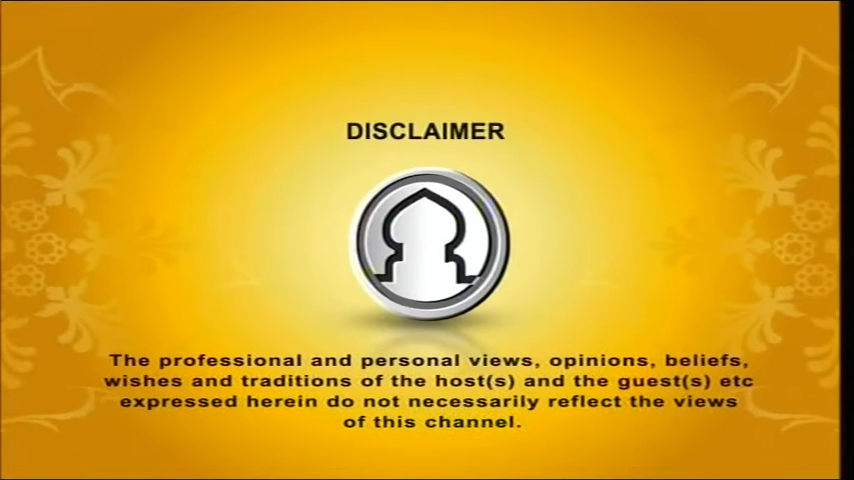 DISCLAIMER
The professional and personal views, opinions, beliefs,
wishes and traditions of the host(s) and the guest(s) etc
expressed herein do not necessarily reflect the views
of this channel.